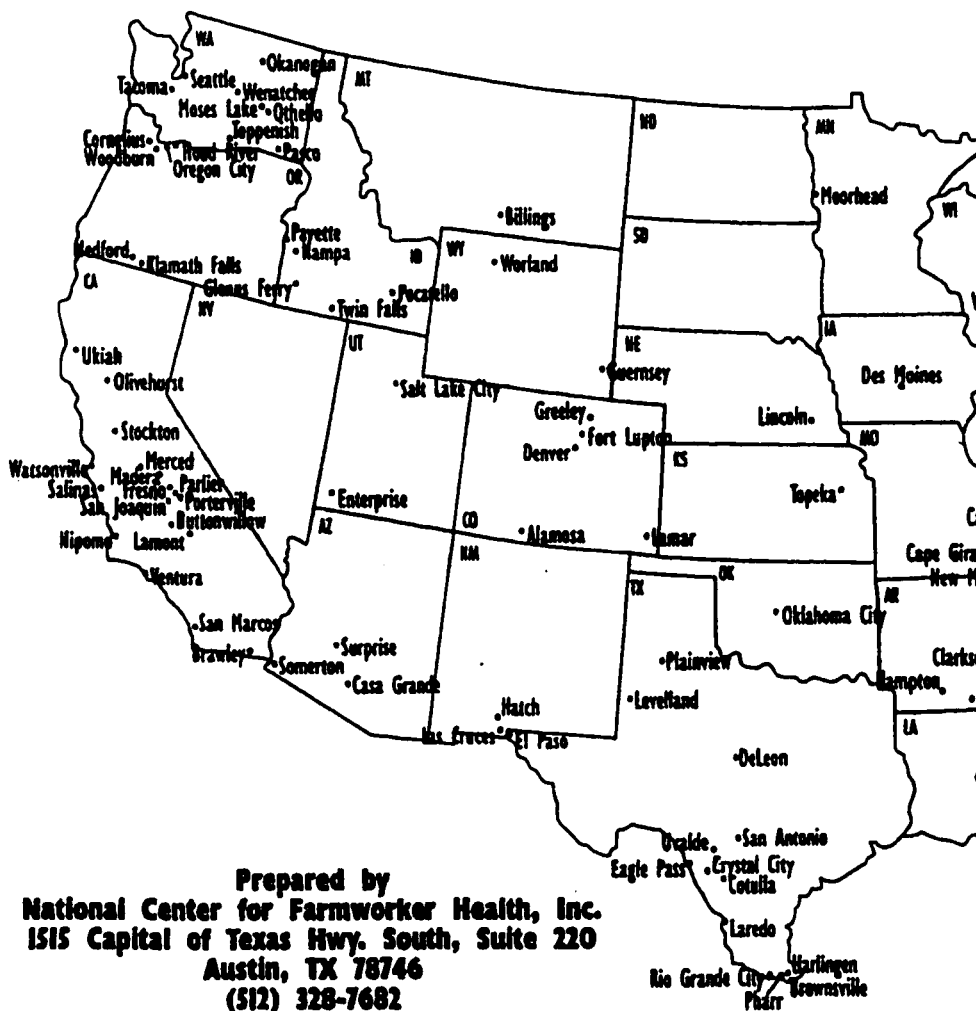 WA
Okanogan
MT
Seattle
Tacoma
Wenatchee
Moses Lake
Othello
ND
MN
Toppenish
Cornelius
Hood River
Pasco
Woodburn
Oregon City
OR
Moorhead
WI
Billings
Payette
SD
Nampa
ID
WY
Medford
Klamath Falls
Worland
CA
Glenns Ferry
Pocatello
NV
Twin Falls
UT
IA
NE
Ukiah
Guernsey
Des Moines
Olivehurst
Salt Lake City
Greeley
Lincoln
Stockton
Fort Lupton
MO
Denver
KS
Merced
Watsonville
Madera
Parlier
Salinas
Fresno
Enterprise
Topeka
Porterville
San Joaquin
Buttonwillow
AZ
CO
Nipomo
Lamont
Alamosa
Lamar
NM
Cape Gira
Ventura
OK
New M
TX
AR
San Marcos
Oklahoma City
Surprise
Brawley
Somerton
Plainview
Clarks
Casa Grande
Hampton
Levelland
Hatch
LA
Las Cruces
El Paso
DeLeon
Uvalde
San Antonio
Eagle Pass
Crystal City
Cotulla
Laredo
Rio Grande City
Harlingen
Pharr
Brownsville
Prepared by
National Center for Farmworker Health, Inc.
1515 Capital of Texas Hwy. South, Suite 220
Austin, TX 78746
(512) 328-7682